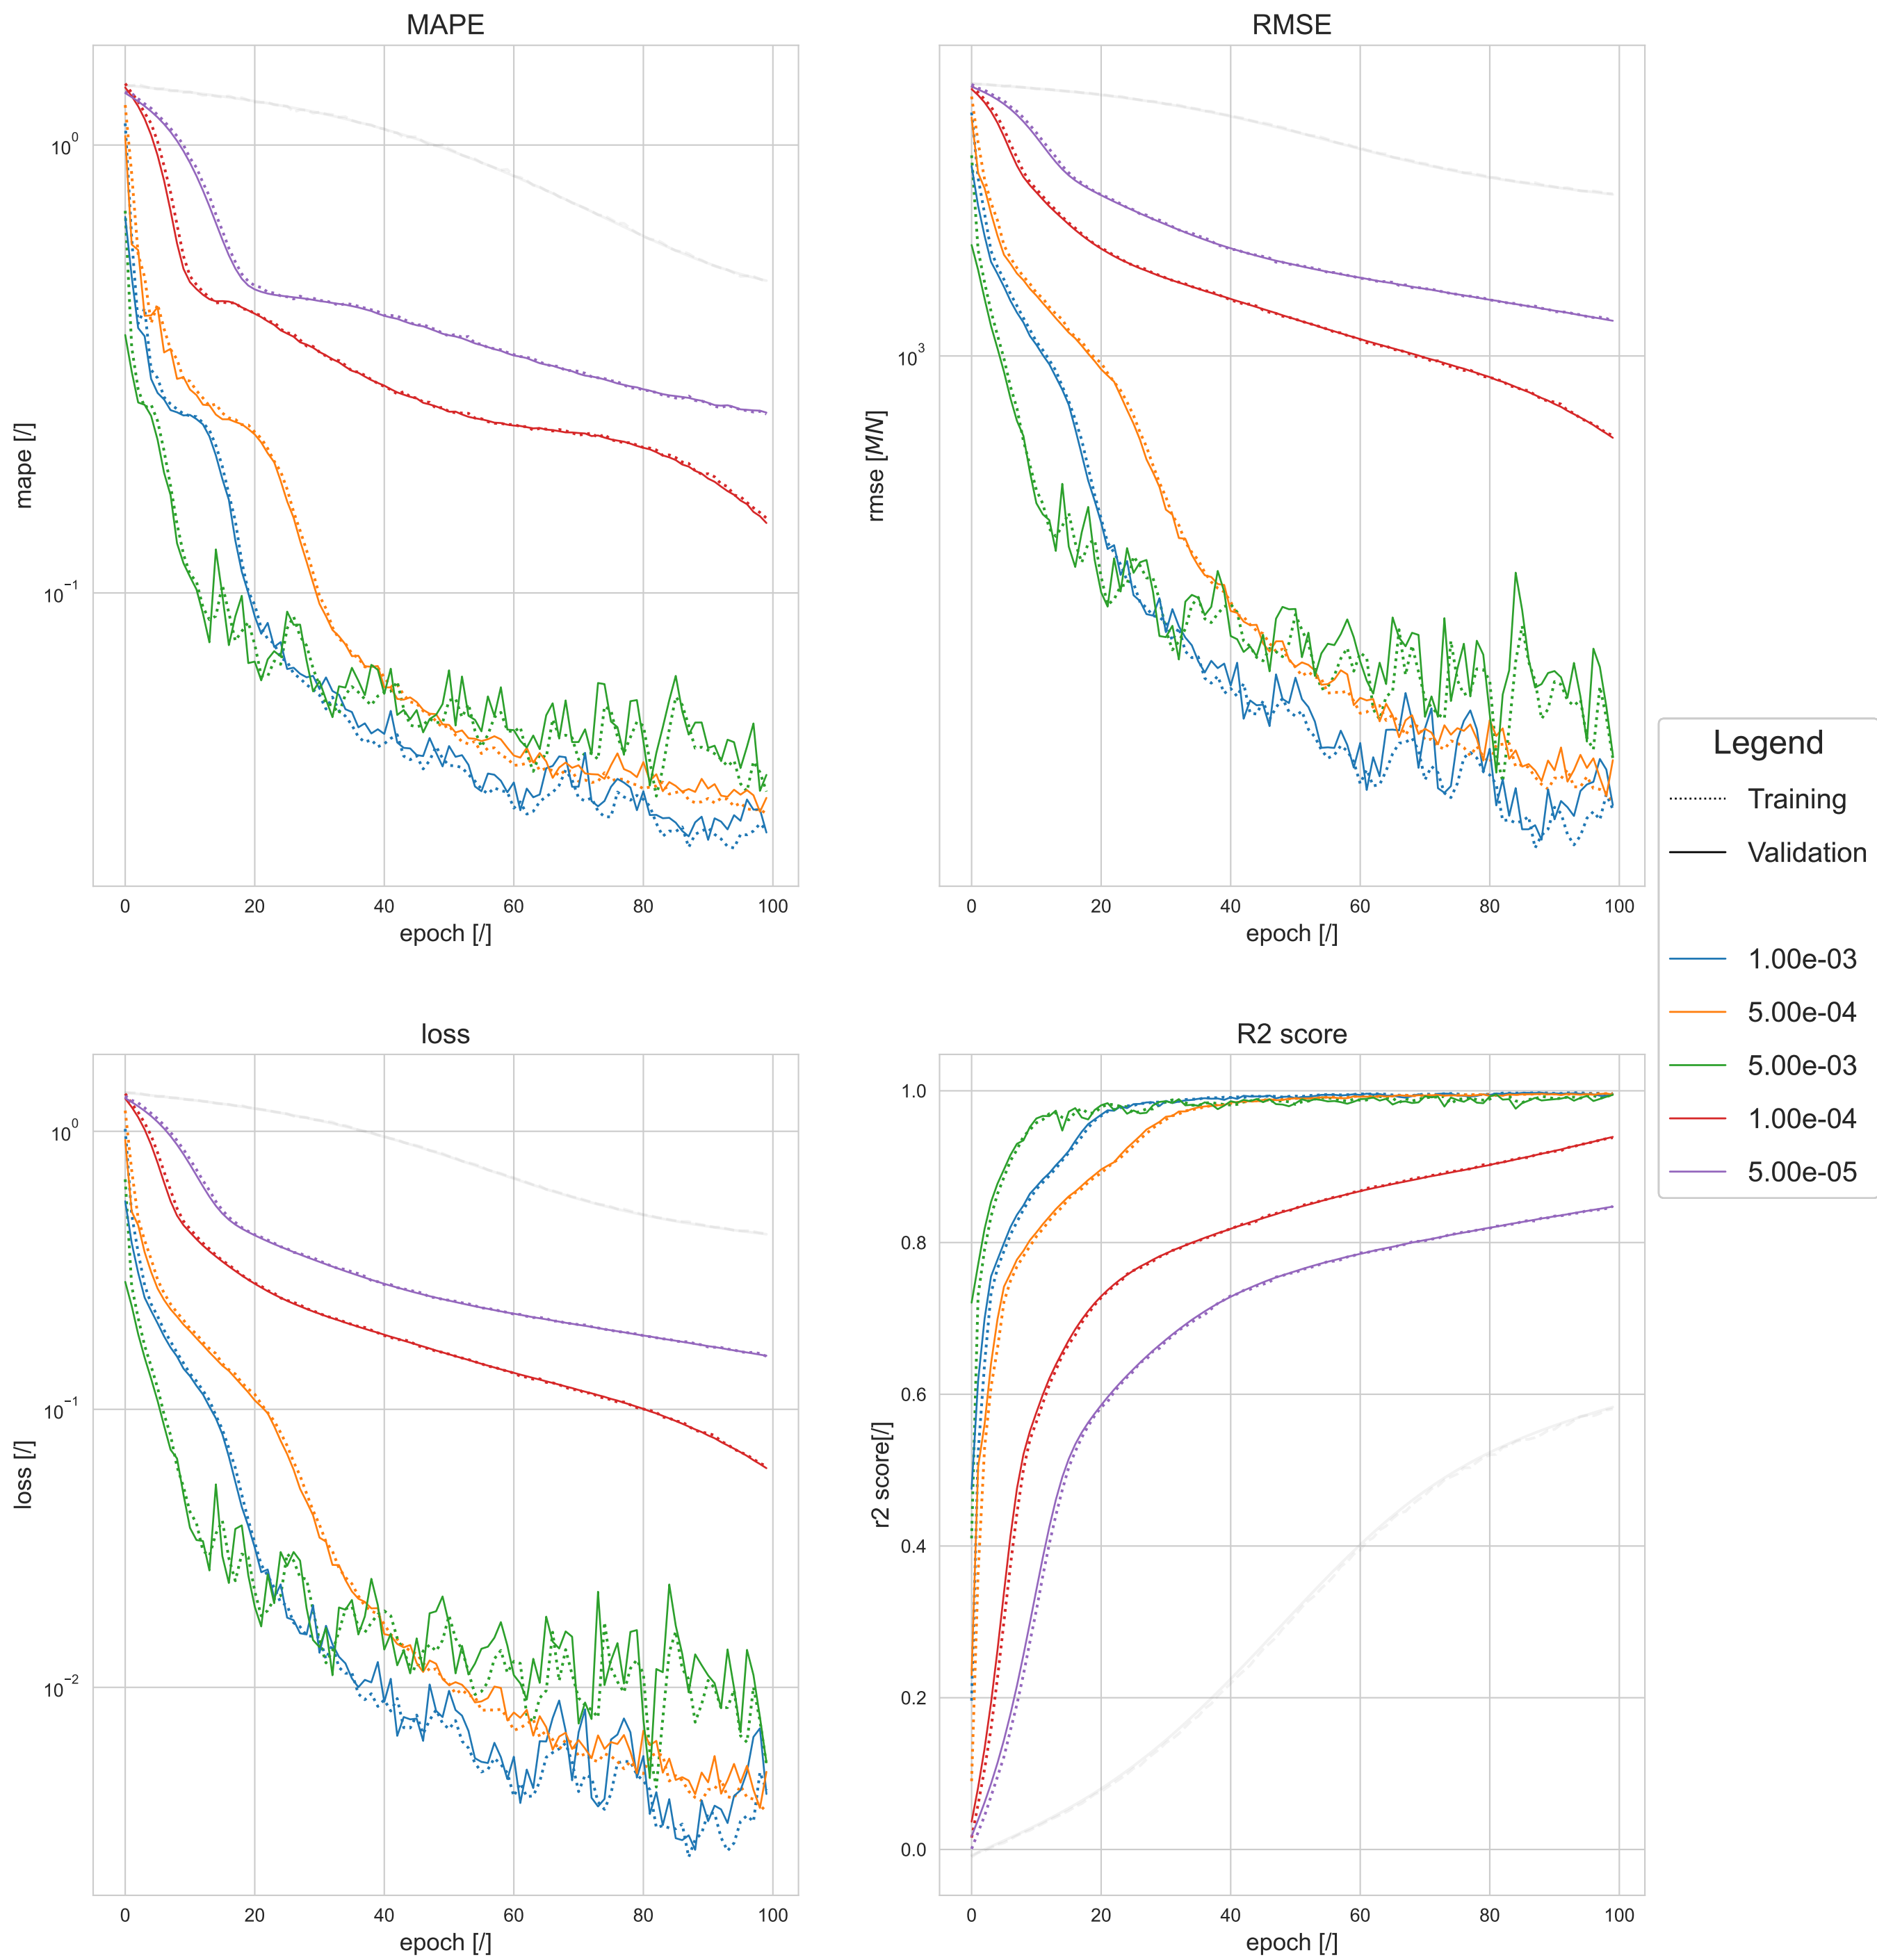 MAPE
mape [/]
10^0
10^−1
0 20 40 60 80 100
epoch [/]
RMSE
rmse [MN]
10^3
0 20 40 60 80 100
epoch [/]
loss
loss [/]
10^0
10^−1
10^−2
0 20 40 60 80 100
epoch [/]
R2 score
r2 score[/]
1.0
0.8
0.6
0.4
0.2
0.0
0 20 40 60 80 100
epoch [/]
Legend
Training
Validation
1.00e-03
5.00e-04
5.00e-03
1.00e-04
5.00e-05